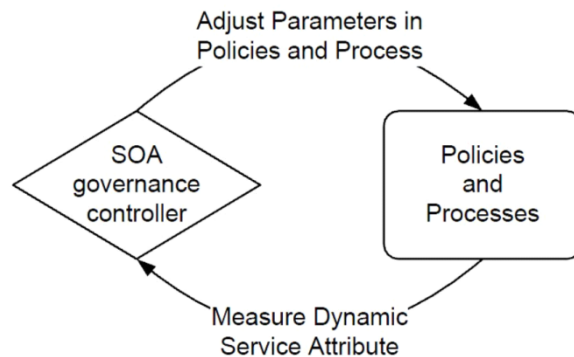 Adjust Parameters in
Policies and Process
SOA
governance
controller
Policies
and
Processes
Measure Dynamic
Service Attribute